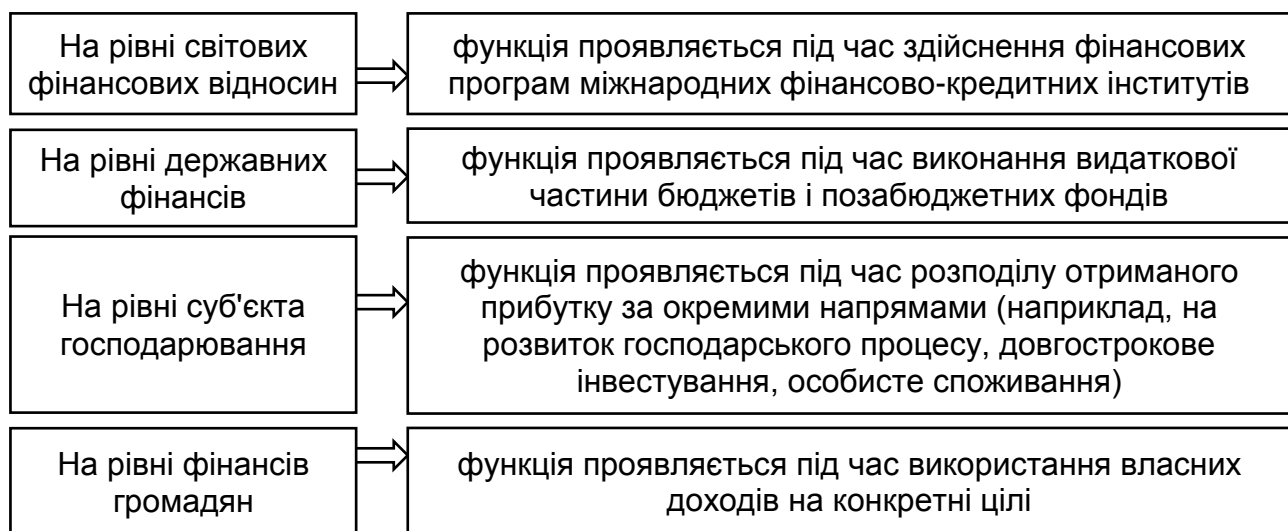 На рівні світових
фінансових відносин
функція проявляється під час здійснення фінансових
програм міжнародних фінансово-кредитних інститутів
На рівні державних
фінансів
функція проявляється під час виконання видаткової
частини бюджетів і позабюджетних фондів
На рівні суб'єкта
господарювання
функція проявляється під час розподілу отриманого
прибутку за окремими напрямами (наприклад, на
розвиток господарського процесу, довгострокове
інвестування, особисте споживання)
На рівні фінансів
громадян
функція проявляється під час використання власних
доходів на конкретні цілі